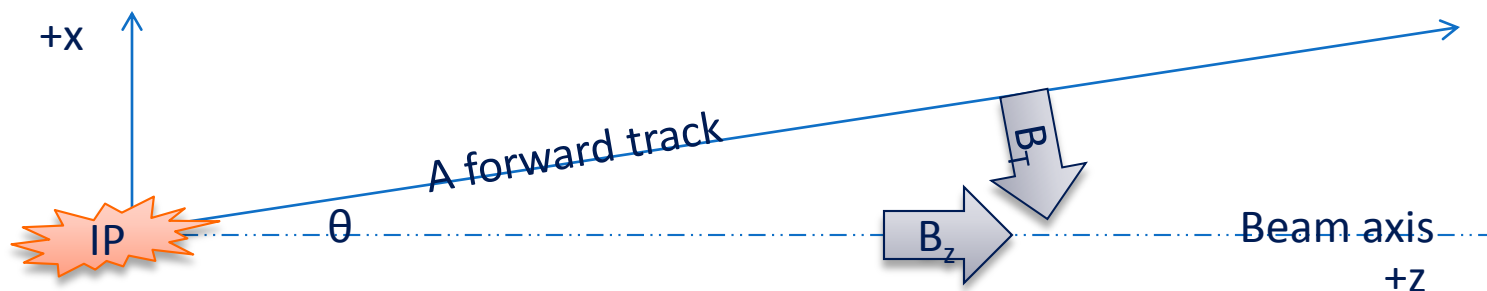 +x
A forward track
B_T
IP
θ
B_z
Beam axis
+z